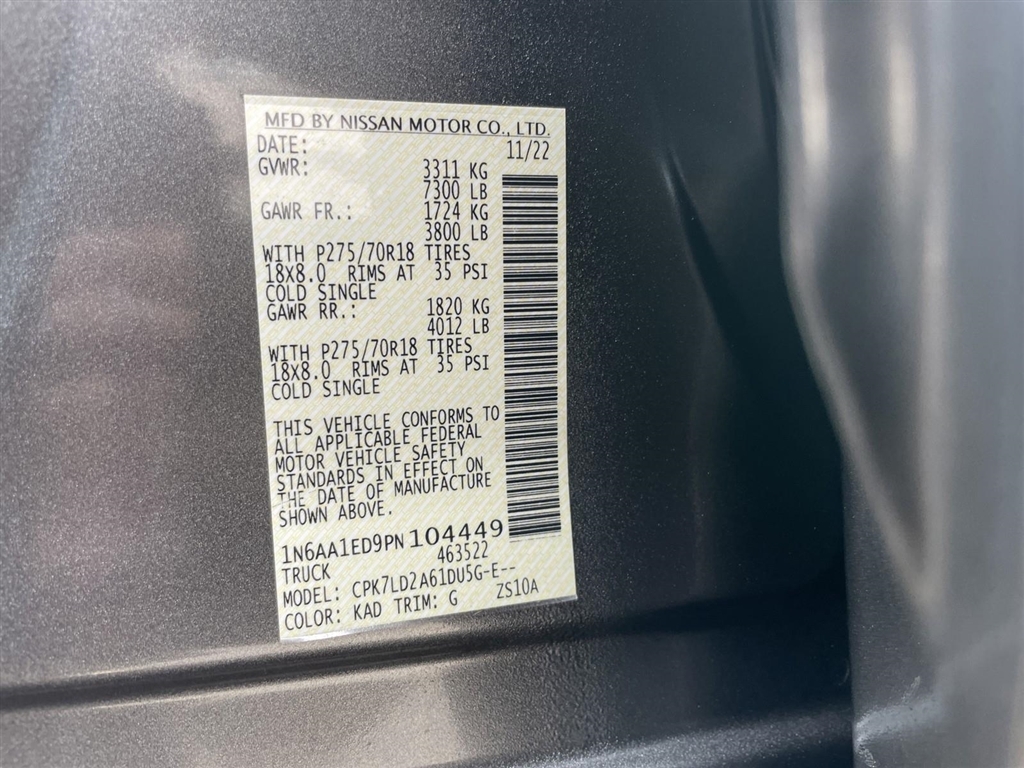 MFD BY NISSAN MOTOR CO., LTD.
DATE: 11/22
GVWR: 3311 KG
7300 LB
GAWR FR.: 1724 KG
3800 LB
WITH P275/70R18 TIRES
18X8.0 RIMS AT 35 PSI
COLD SINGLE
GAWR RR.: 1820 KG
4012 LB
WITH P275/70R18 TIRES
18X8.0 RIMS AT 35 PSI
COLD SINGLE
THIS VEHICLE CONFORMS TO
ALL APPLICABLE FEDERAL
MOTOR VEHICLE SAFETY
STANDARDS IN EFFECT ON
THE DATE OF MANUFACTURE
SHOWN ABOVE.
1N6AA1ED9PN104449
TRUCK 463522
MODEL: CPK7LD2A61DU5G-E--
COLOR: KAD TRIM: G ZS10A